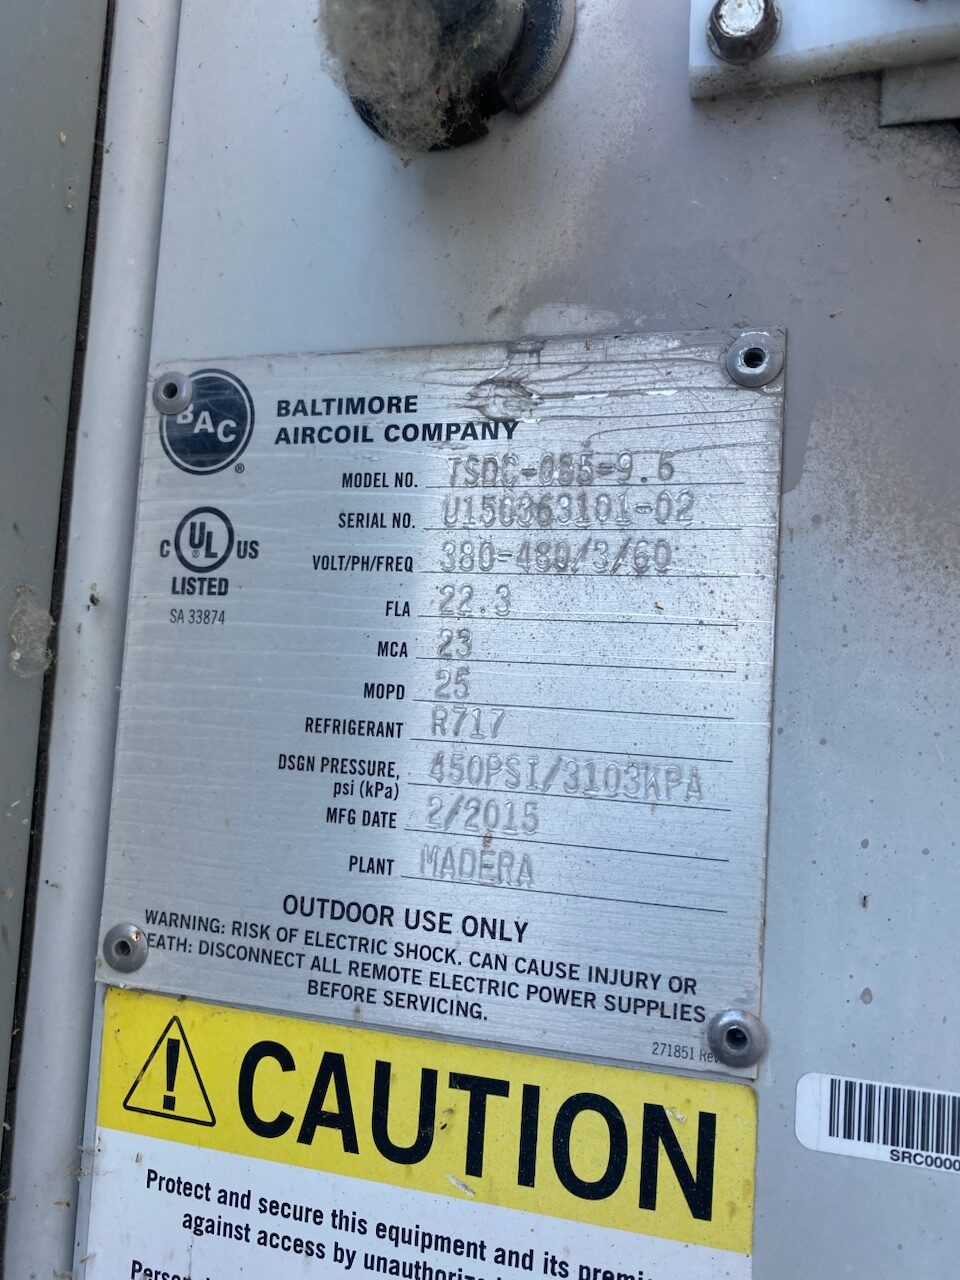 BAC
®
BALTIMORE
AIRCOIL COMPANY
MODEL NO. TSDC-085-9.6
SERIAL NO. U150363101-02
C UL US
®
LISTED
SA 33874
VOLT/PH/FREQ 380-480/3/60
FLA 22.3
MCA 23
MOPD 25
REFRIGERANT R717
DSGN PRESSURE, 450PSI/3103KPA
psi (kPa)
MFG DATE 2/2015
PLANT MADERA
OUTDOOR USE ONLY
WARNING: RISK OF ELECTRIC SHOCK. CAN CAUSE INJURY OR
EATH: DISCONNECT ALL REMOTE ELECTRIC POWER SUPPLIES
BEFORE SERVICING.
271851 Rev
! CAUTION
SRC0000
Protect and secure this equipment and its premi
against access by unauthoriz
Pers